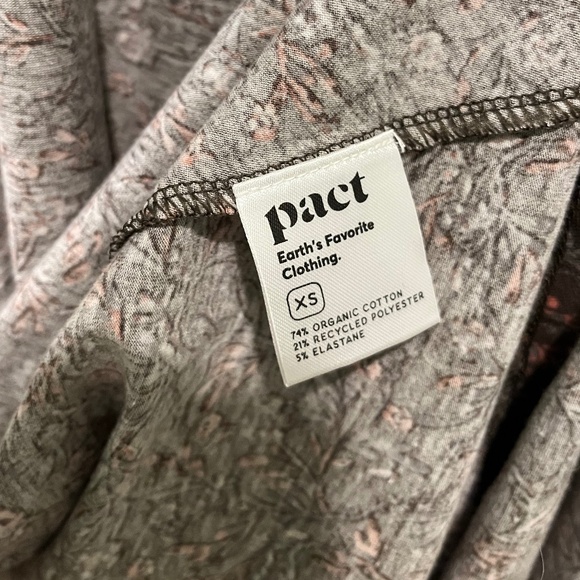 pact
Earth's Favorite
Clothing.
XS
74% ORGANIC COTTON
21% RECYCLED POLYESTER
5% ELASTANE